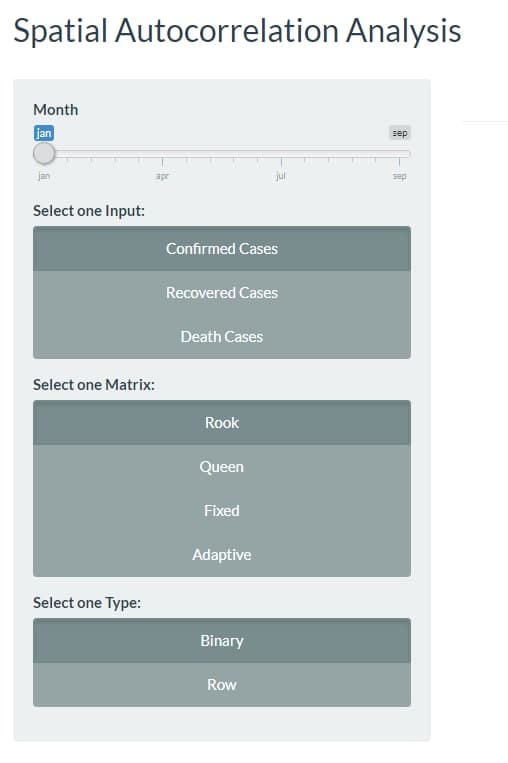 Spatial Autocorrelation Analysis
Month
jan sep
jan apr jul sep
Select one Input:
Confirmed Cases
Recovered Cases
Death Cases
Select one Matrix:
Rook
Queen
Fixed
Adaptive
Select one Type:
Binary
Row